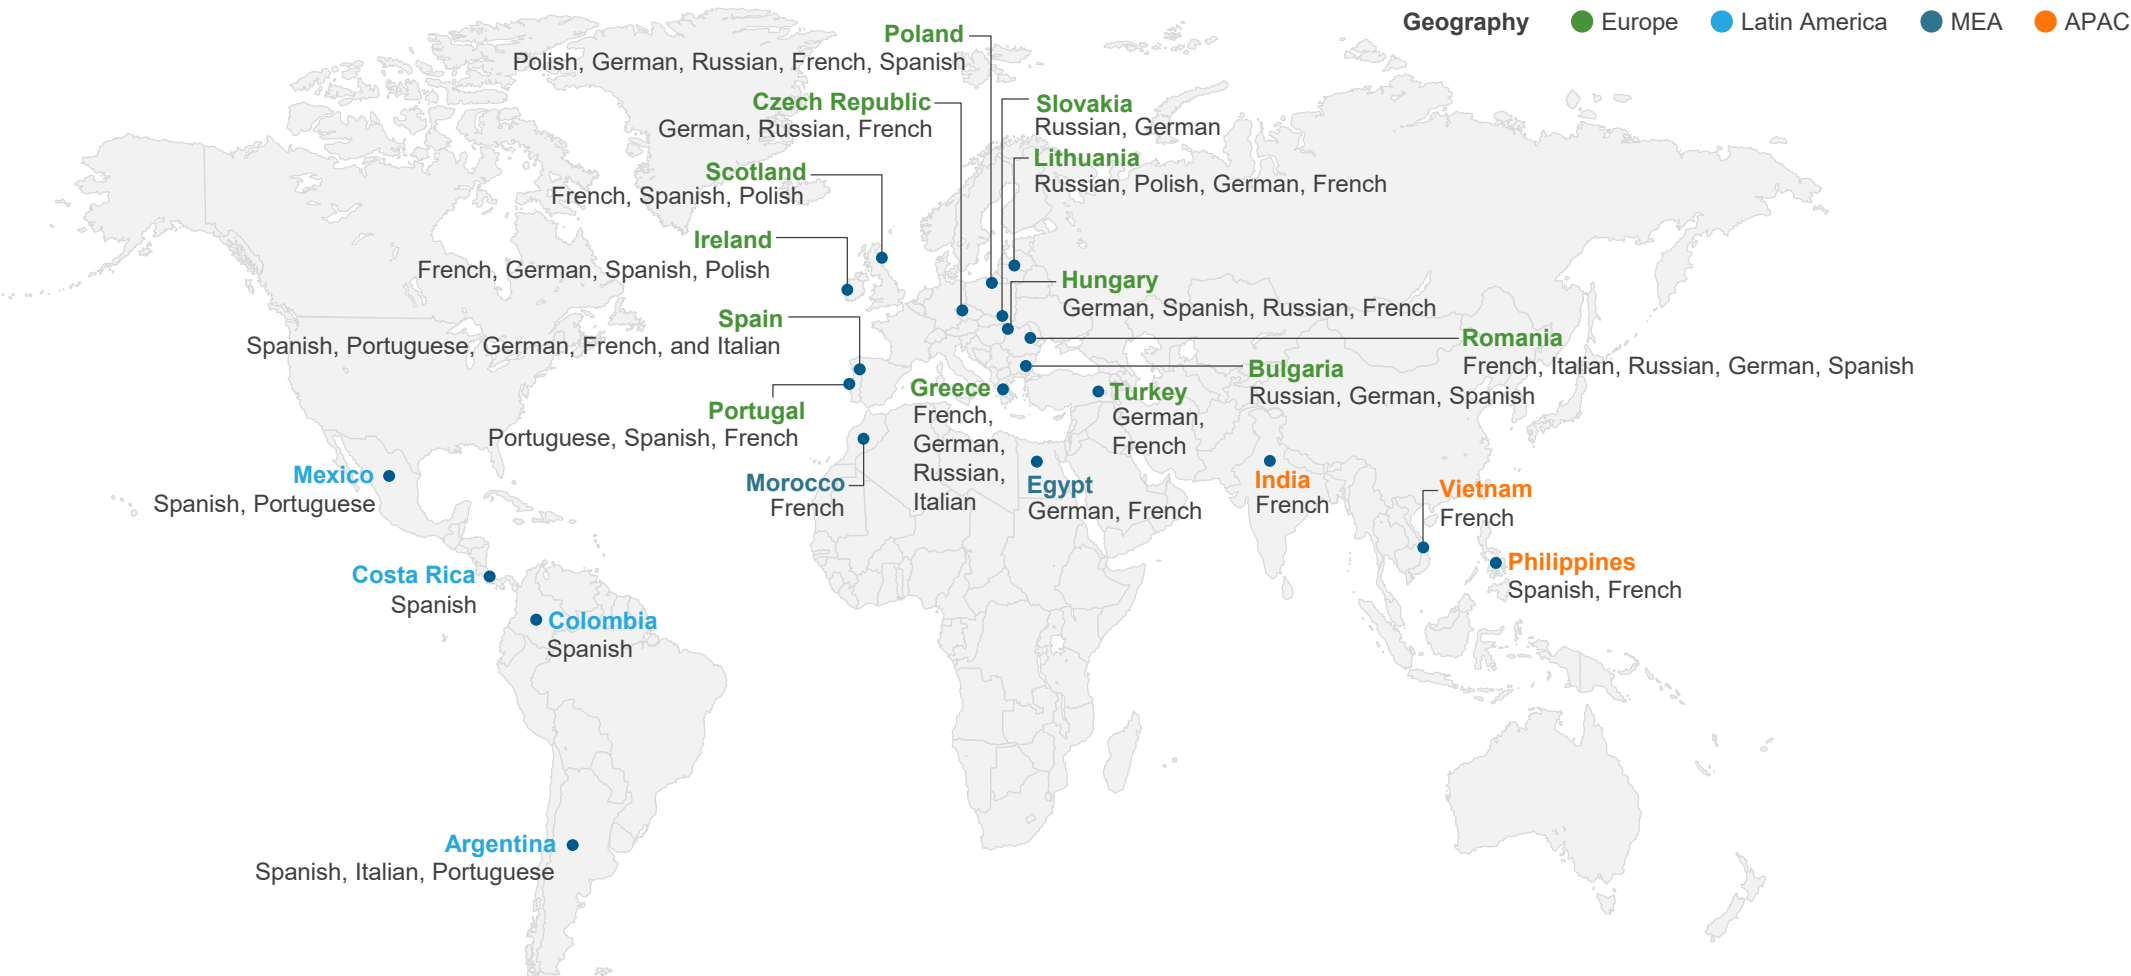 Geography Europe Latin America MEA APAC
Poland
Polish, German, Russian, French, Spanish
Czech Republic
German, Russian, French
Slovakia
Russian, German
Lithuania
Russian, Polish, German, French
Scotland
French, Spanish, Polish
Ireland
French, German, Spanish, Polish
Hungary
German, Spanish, Russian, French
Spain
Spanish, Portuguese, German, French, and Italian
Romania
French, Italian, Russian, German, Spanish
Bulgaria
Russian, German, Spanish
Greece
French,
German,
Russian,
Italian
Turkey
German,
French
Portugal
Portuguese, Spanish, French
Mexico
Spanish, Portuguese
Morocco
French
Egypt
German, French
India
French
Vietnam
French
Philippines
Spanish, French
Costa Rica
Spanish
Colombia
Spanish
Argentina
Spanish, Italian, Portuguese